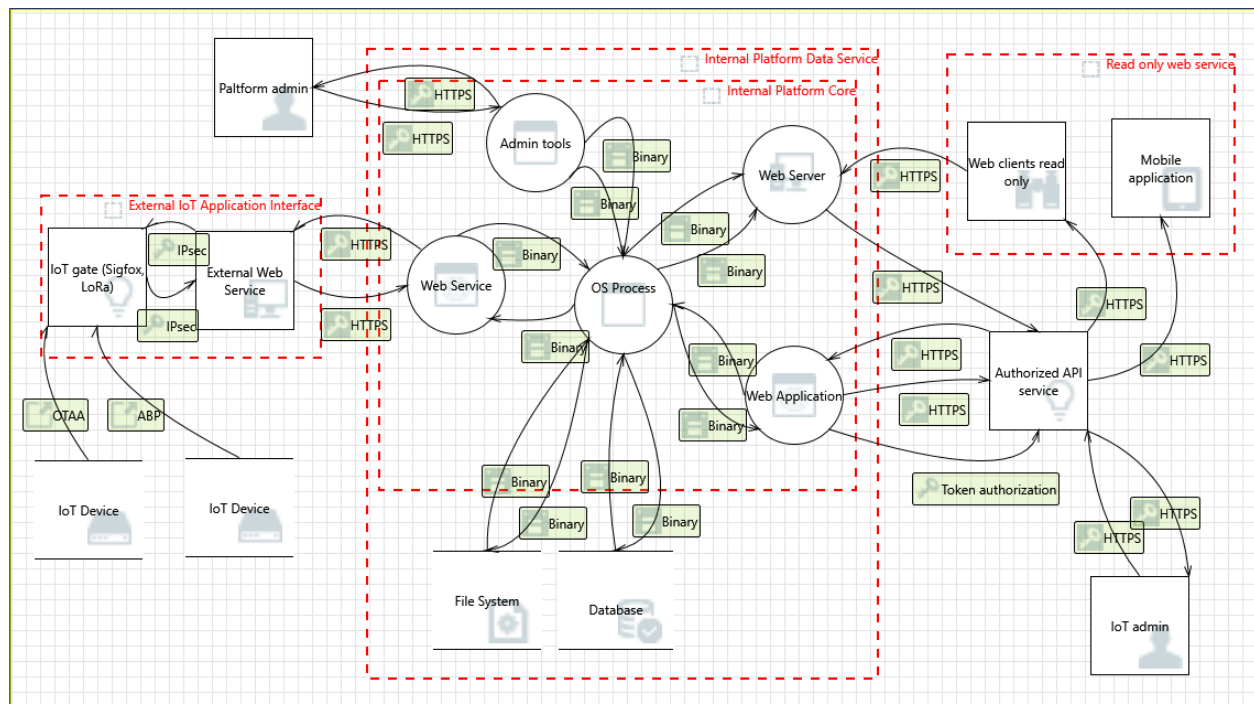 Internal Platform Data Service
Read only web service
Internal Platform Core
Paltform admin
HTTPS
HTTPS
Admin tools
Binary
Binary
Web Server
HTTPS
Web clients read
only
Mobile
application
External IoT Application Interface
IoT gate (Sigfox,
LoRa)
IPsec
IPsec
External Web
Service
HTTPS
HTTPS
Web Service
Binary
Binary
OS Process
Binary
Binary
HTTPS
HTTPS
HTTPS
Binary
Binary
Web Application
HTTPS
HTTPS
Authorized API
service
OTAA
ABP
IoT Device
IoT Device
Binary
Binary
Binary
Binary
Token authorization
HTTPS
HTTPS
File System
Database
IoT admin